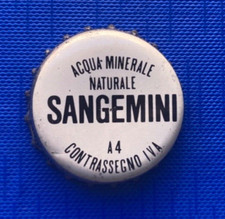 ACQUA MINERALE
NATURALE
SANGEMINI
A4
CONTRASSEGNO IVA